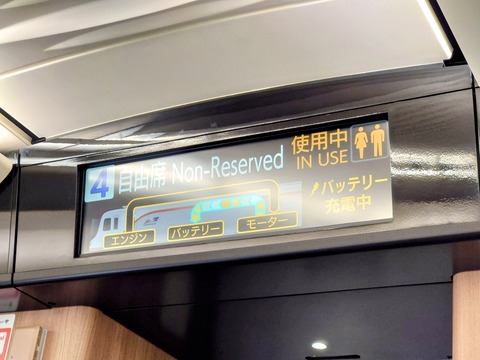 4 自由席 Non-Reserved
使用中
IN USE
エンジン バッテリー モーター
バッテリー
充電中